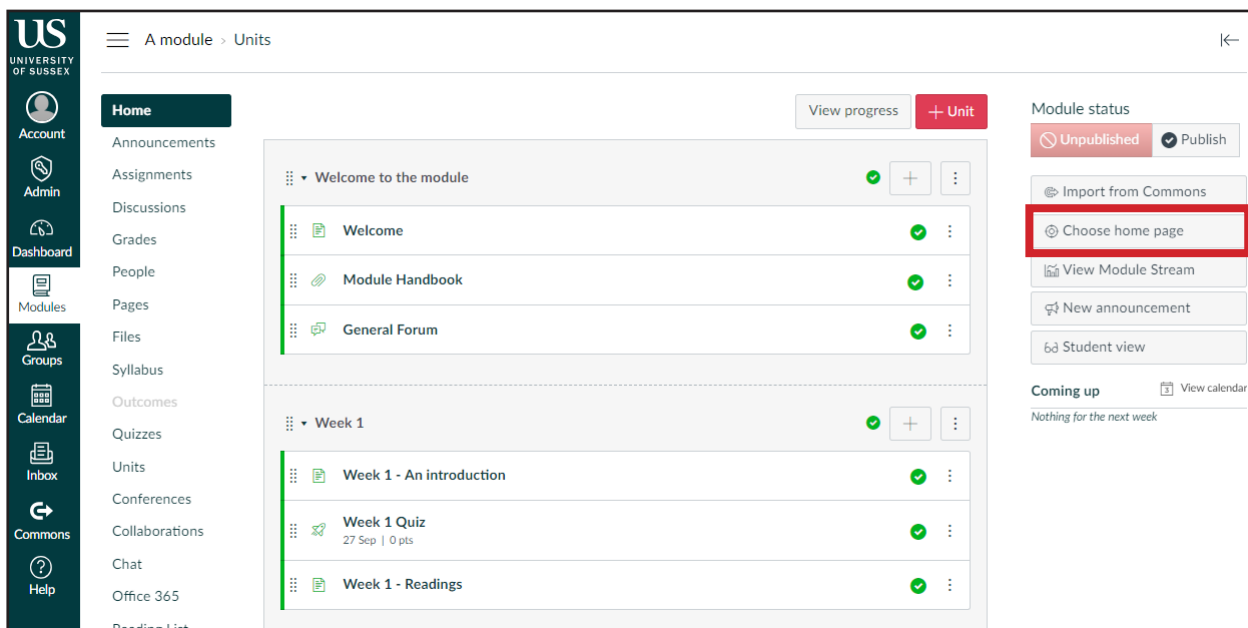 US
UNIVERSITY
OF SUSSEX
Account
Admin
Dashboard
Modules
Groups
Calendar
Inbox
Commons
Help
A module › Units
Home
Announcements
Assignments
Discussions
Grades
People
Pages
Files
Syllabus
Outcomes
Quizzes
Units
Conferences
Collaborations
Chat
Office 365
Reading List
View progress
+ Unit
Welcome to the module
Welcome
Module Handbook
General Forum
Week 1
Week 1 - An introduction
Week 1 Quiz
27 Sep | 0 pts
Week 1 - Readings
Module status
Unpublished
Publish
Import from Commons
Choose home page
View Module Stream
New announcement
Student view
Coming up
3 View calendar
Nothing for the next week